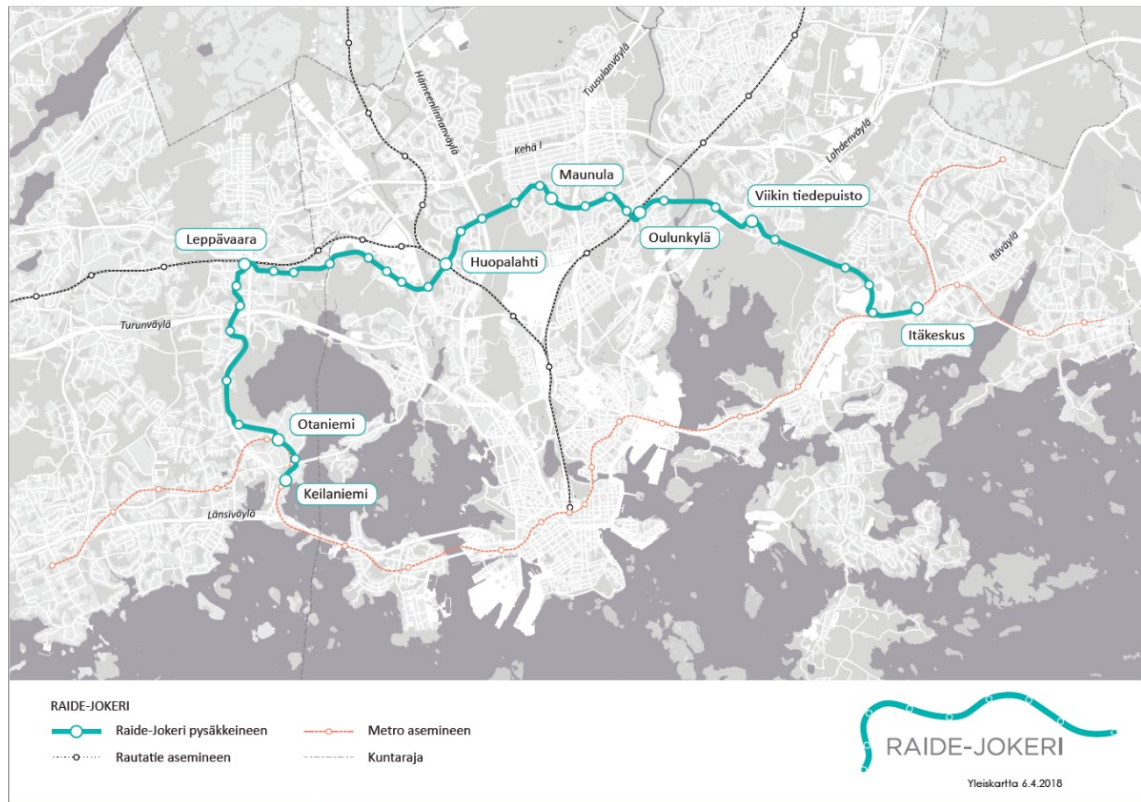 Tuusulanväylä
Hämeenlinnanväylä
Kehä I
Lahdenväylä
Maunula
Viikin tiedepuisto
Leppävaara
Oulunkylä
Itäväylä
Huopalahti
Turunväylä
Itäkeskus
Otaniemi
Keilaniemi
Länsiväylä
RAIDE-JOKERI
Raide-Jokeri pysäkkeineen
Metro asemineen
Rautatie asemineen
Kuntaraja
RAIDE-JOKERI
Yleiskartta 6.4.2018